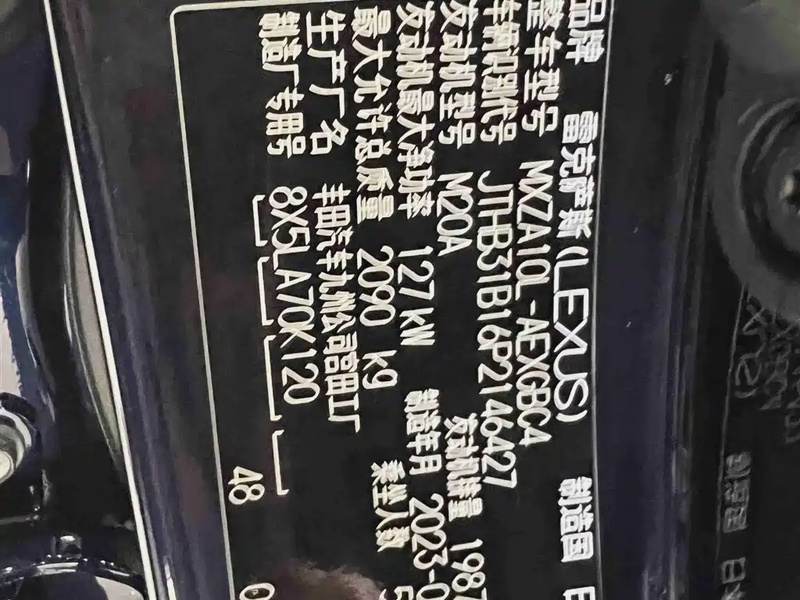 品牌 雷克萨斯(LEXUS) 制造国 日
整车型号 MXZA10L-AEXGBC4
车辆识别代号 JTHB31B16P2146427
发动机型号 M20A 发动机排量 1987
发动机最大净功率 127 kW 制造年月 2023-0
最大允许总质量 2090 kg 乘坐人数 5
生产厂名 丰田汽车九州公司宫田工厂
制造厂专用号 8X5LA70K120 48 0